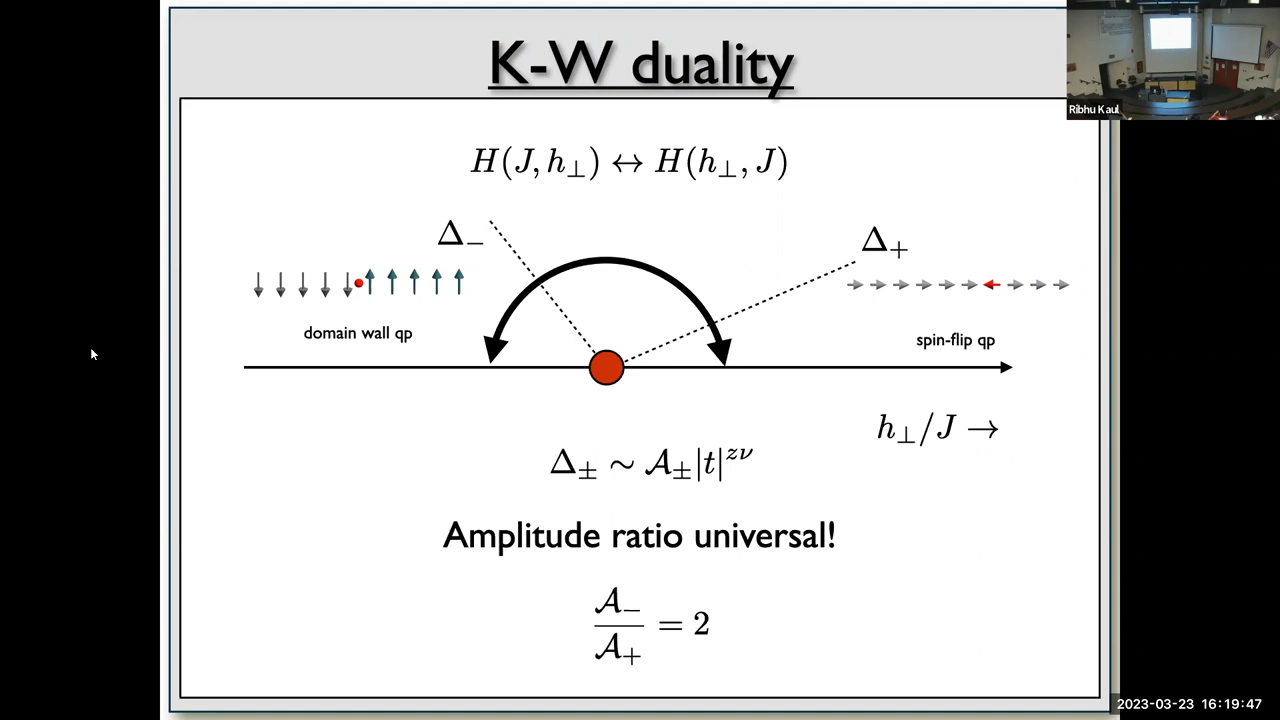 K-W duality
Ribhu Kaul
H(J, h⊥) ↔ H(h⊥, J)
Δ₋
Δ₊
domain wall qp
spin-flip qp
h⊥/J →
Δ± ~ 𝒜±|t|^{zν}
Amplitude ratio universal!
𝒜₋/𝒜₊ = 2
2023-03-23 16:19:47